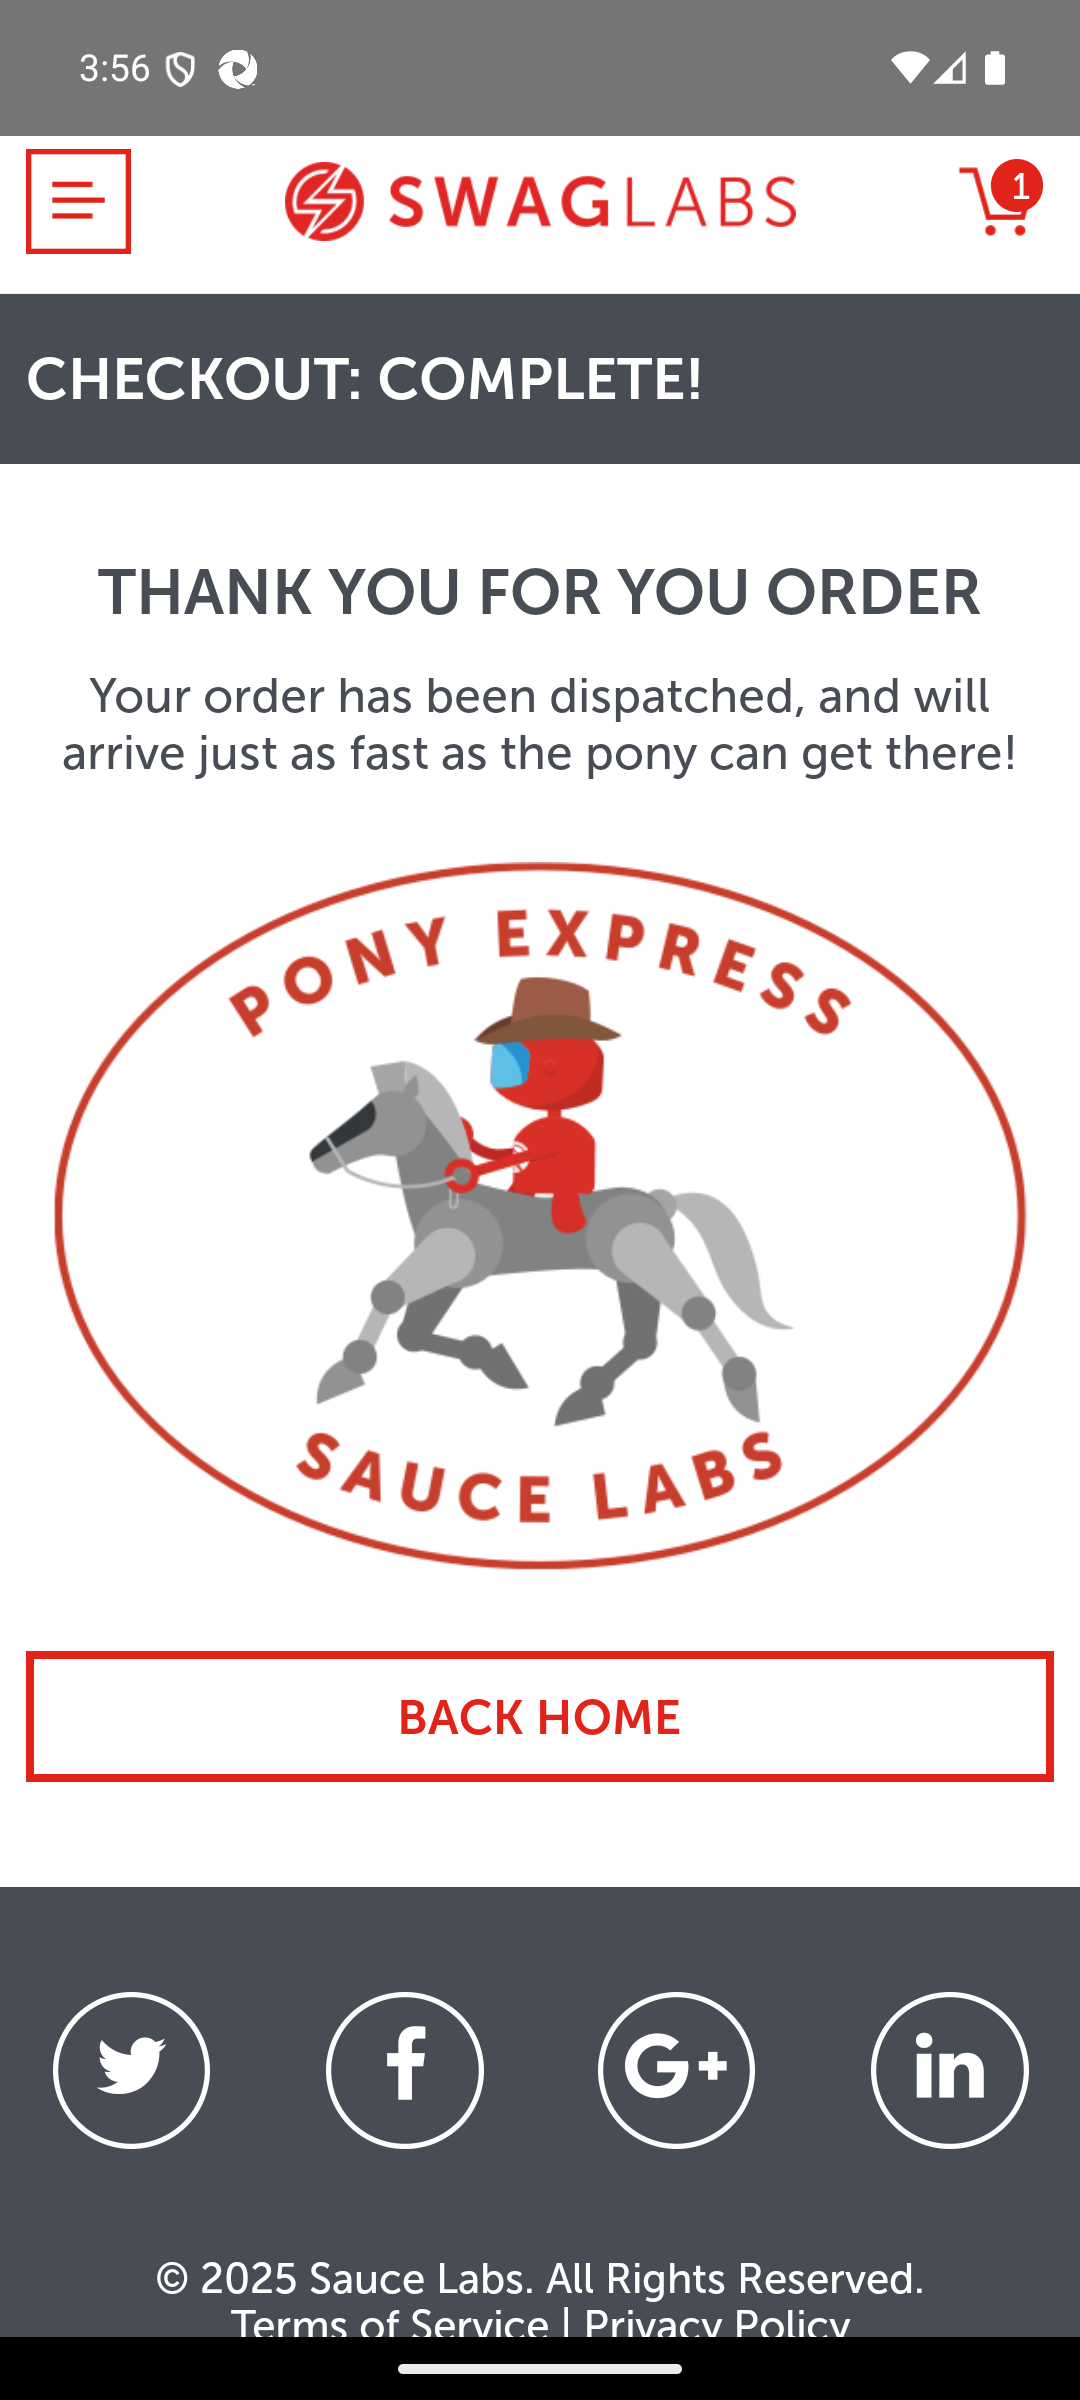 3:56
SWAGLABS
1
CHECKOUT: COMPLETE!
THANK YOU FOR YOU ORDER
Your order has been dispatched, and will
arrive just as fast as the pony can get there!
PONY EXPRESS
SAUCE LABS
BACK HOME
f
G+
in
© 2025 Sauce Labs. All Rights Reserved.
Terms of Service | Privacy Policy